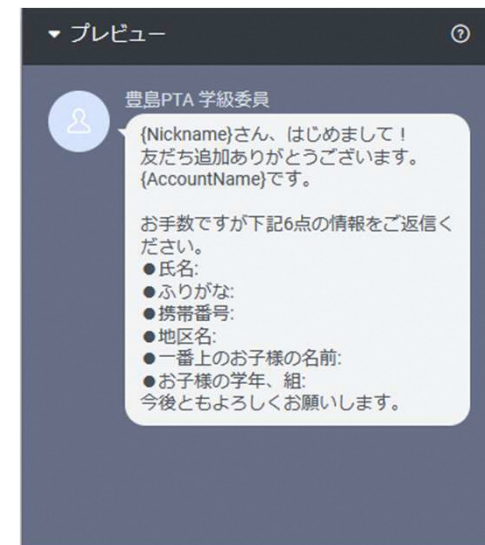 プレビュー
豊島PTA 学級委員
{Nickname}さん、はじめまして！
友だち追加ありがとうございます。
{AccountName}です。
お手数ですが下記6点の情報をご返信く
ださい。
●氏名:
●ふりがな:
●携帯番号:
●地区名:
●一番上のお子様の名前:
●お子様の学年、組:
今後ともよろしくお願いします。